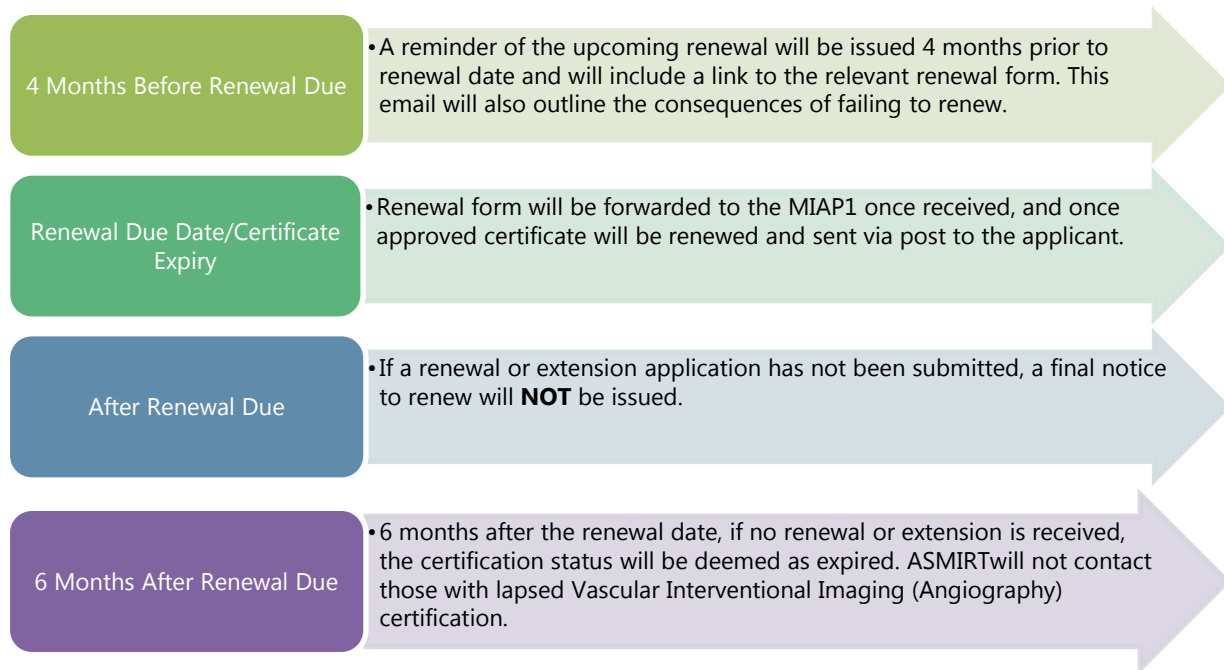 4 Months Before Renewal Due
•A reminder of the upcoming renewal will be issued 4 months prior to
renewal date and will include a link to the relevant renewal form. This
email will also outline the consequences of failing to renew.
Renewal Due Date/Certificate
Expiry
•Renewal form will be forwarded to the MIAP1 once received, and once
approved certificate will be renewed and sent via post to the applicant.
After Renewal Due
•If a renewal or extension application has not been submitted, a final notice
to renew will NOT be issued.
6 Months After Renewal Due
•6 months after the renewal date, if no renewal or extension is received,
the certification status will be deemed as expired. ASMIRTwill not contact
those with lapsed Vascular Interventional Imaging (Angiography)
certification.